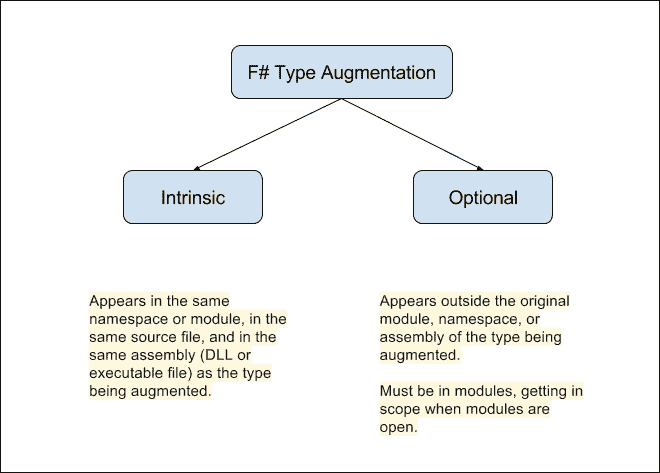 F# Type Augmentation
Intrinsic
Optional
Appears in the same
namespace or module, in the
same source file, and in the
same assembly (DLL or
executable file) as the type
being augmented.
Appears outside the original
module, namespace, or
assembly of the type being
augmented.
Must be in modules, getting in
scope when modules are
open.